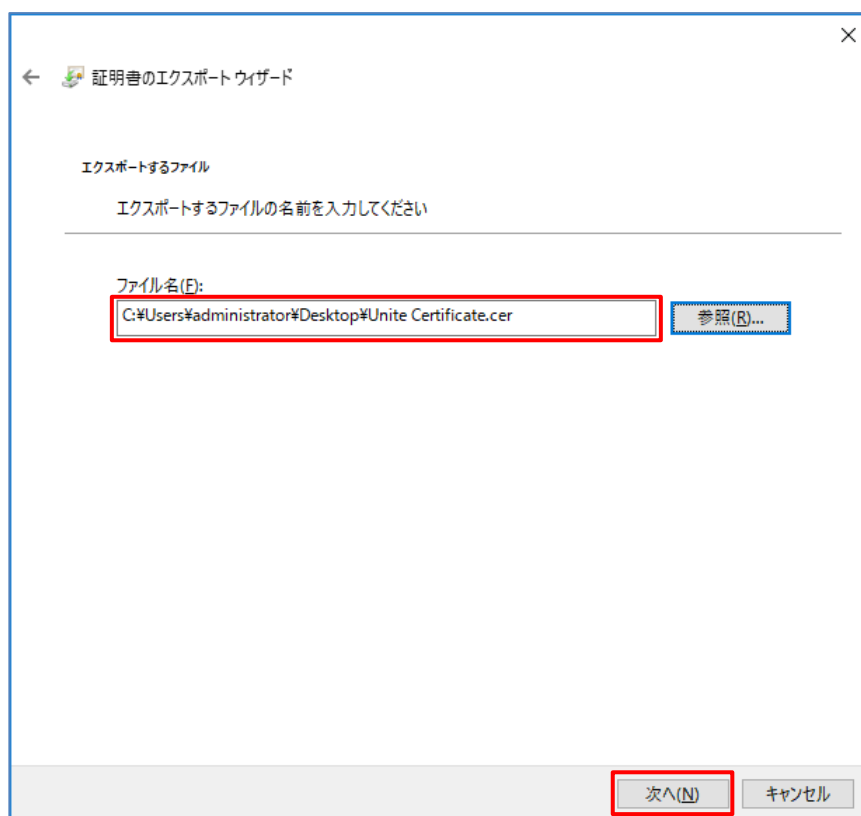 証明書のエクスポート ウィザード
エクスポートするファイル
エクスポートするファイルの名前を入力してください
ファイル名(F):
C:¥Users¥administrator¥Desktop¥Unite Certificate.cer
参照(R)...
次へ(N)
キャンセル